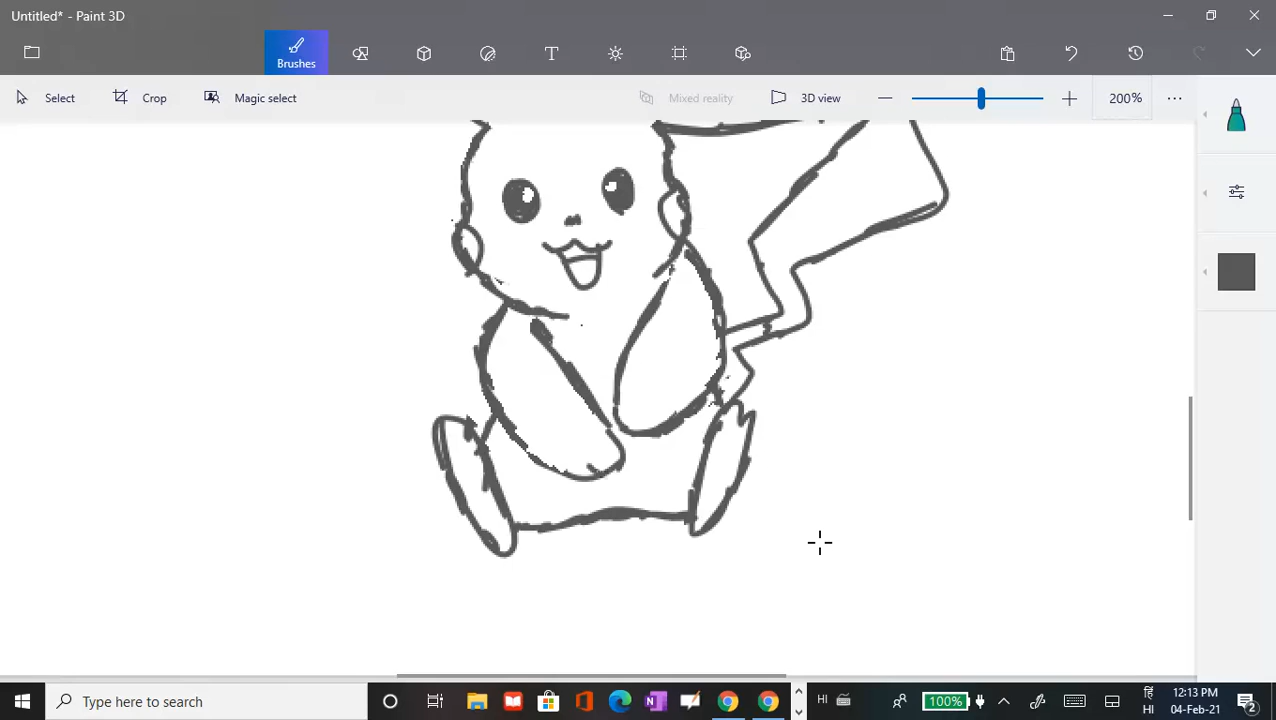 Untitled* - Paint 3D
Brushes
Select
Crop
Magic select
Mixed reality
3D view
200%
Type here to search
100%
HI
हि
HI
12:13 PM
04-Feb-21
2